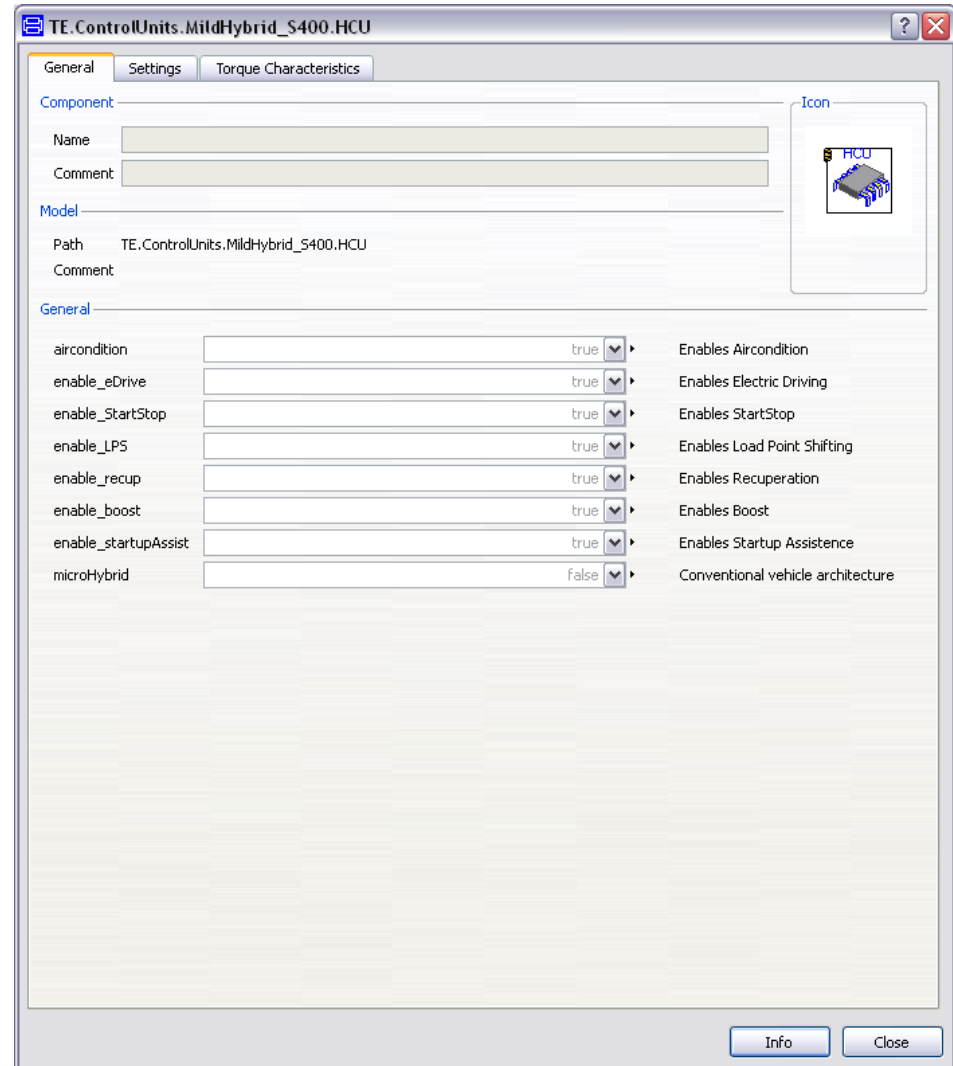 TE.ControlUnits.MildHybrid_S400.HCU
General Settings Torque Characteristics
Component
Icon
Name
HCU
Comment
Model
Path TE.ControlUnits.MildHybrid_S400.HCU
Comment
General
aircondition true Enables Aircondition
enable_eDrive true Enables Electric Driving
enable_StartStop true Enables StartStop
enable_LPS true Enables Load Point Shifting
enable_recup true Enables Recuperation
enable_boost true Enables Boost
enable_startupAssist true Enables Startup Assistence
microHybrid false Conventional vehicle architecture
Info Close